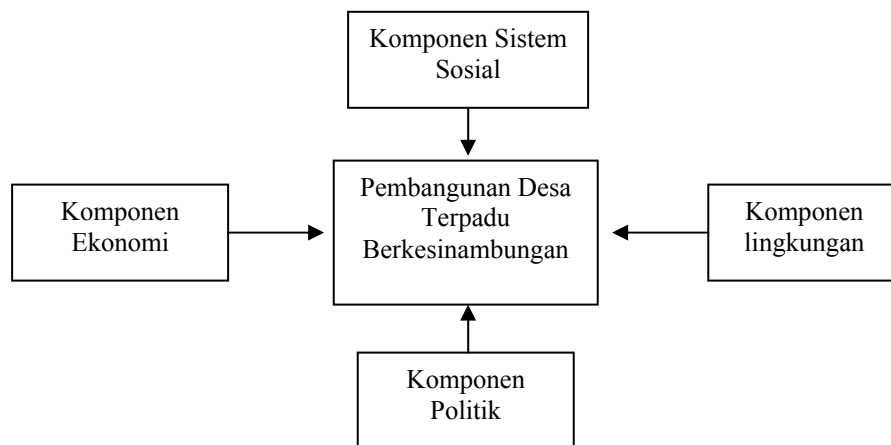 Komponen Sistem
Sosial
Pembangunan Desa
Terpadu
Berkesinambungan
Komponen
Ekonomi
Komponen
lingkungan
Komponen
Politik